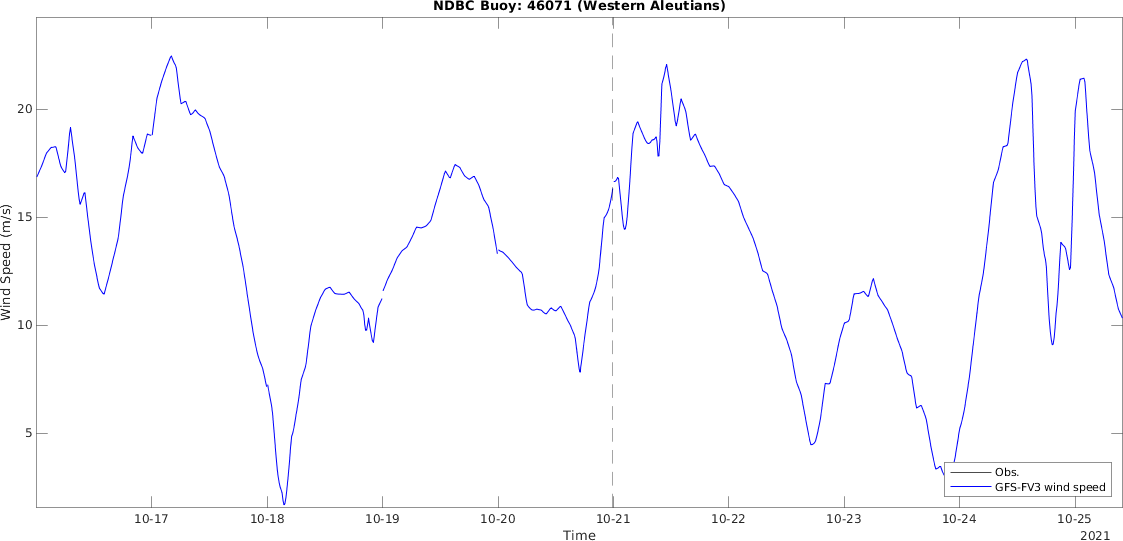 NDBC Buoy: 46071 (Western Aleutians)
20
15
10
5
Wind Speed (m/s)
10-17 10-18 10-19 10-20 10-21 10-22 10-23 10-24 10-25
Time
2021
Obs.
GFS-FV3 wind speed